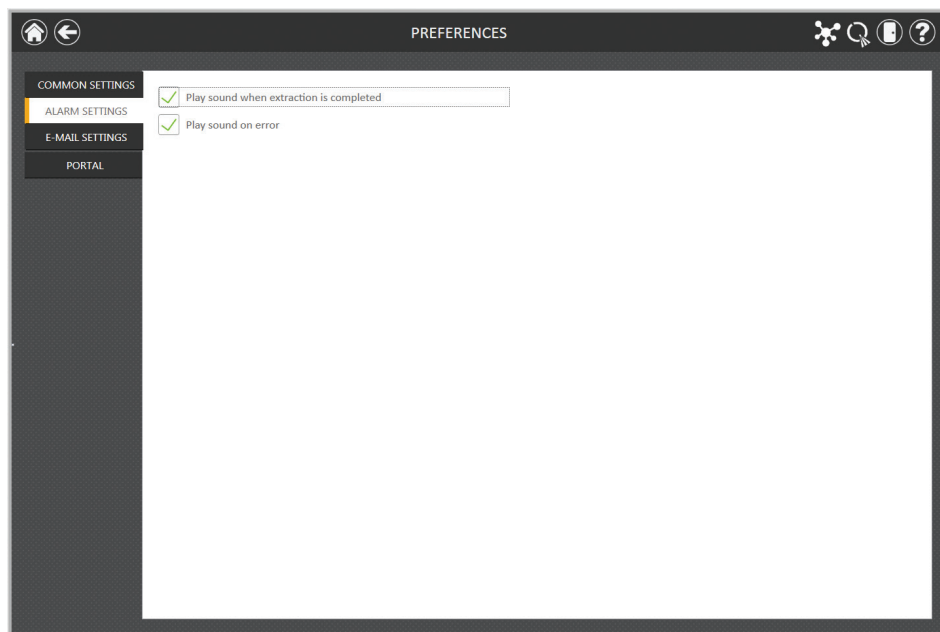 PREFERENCES
?
COMMON SETTINGS
ALARM SETTINGS
E-MAIL SETTINGS
PORTAL
Play sound when extraction is completed
Play sound on error